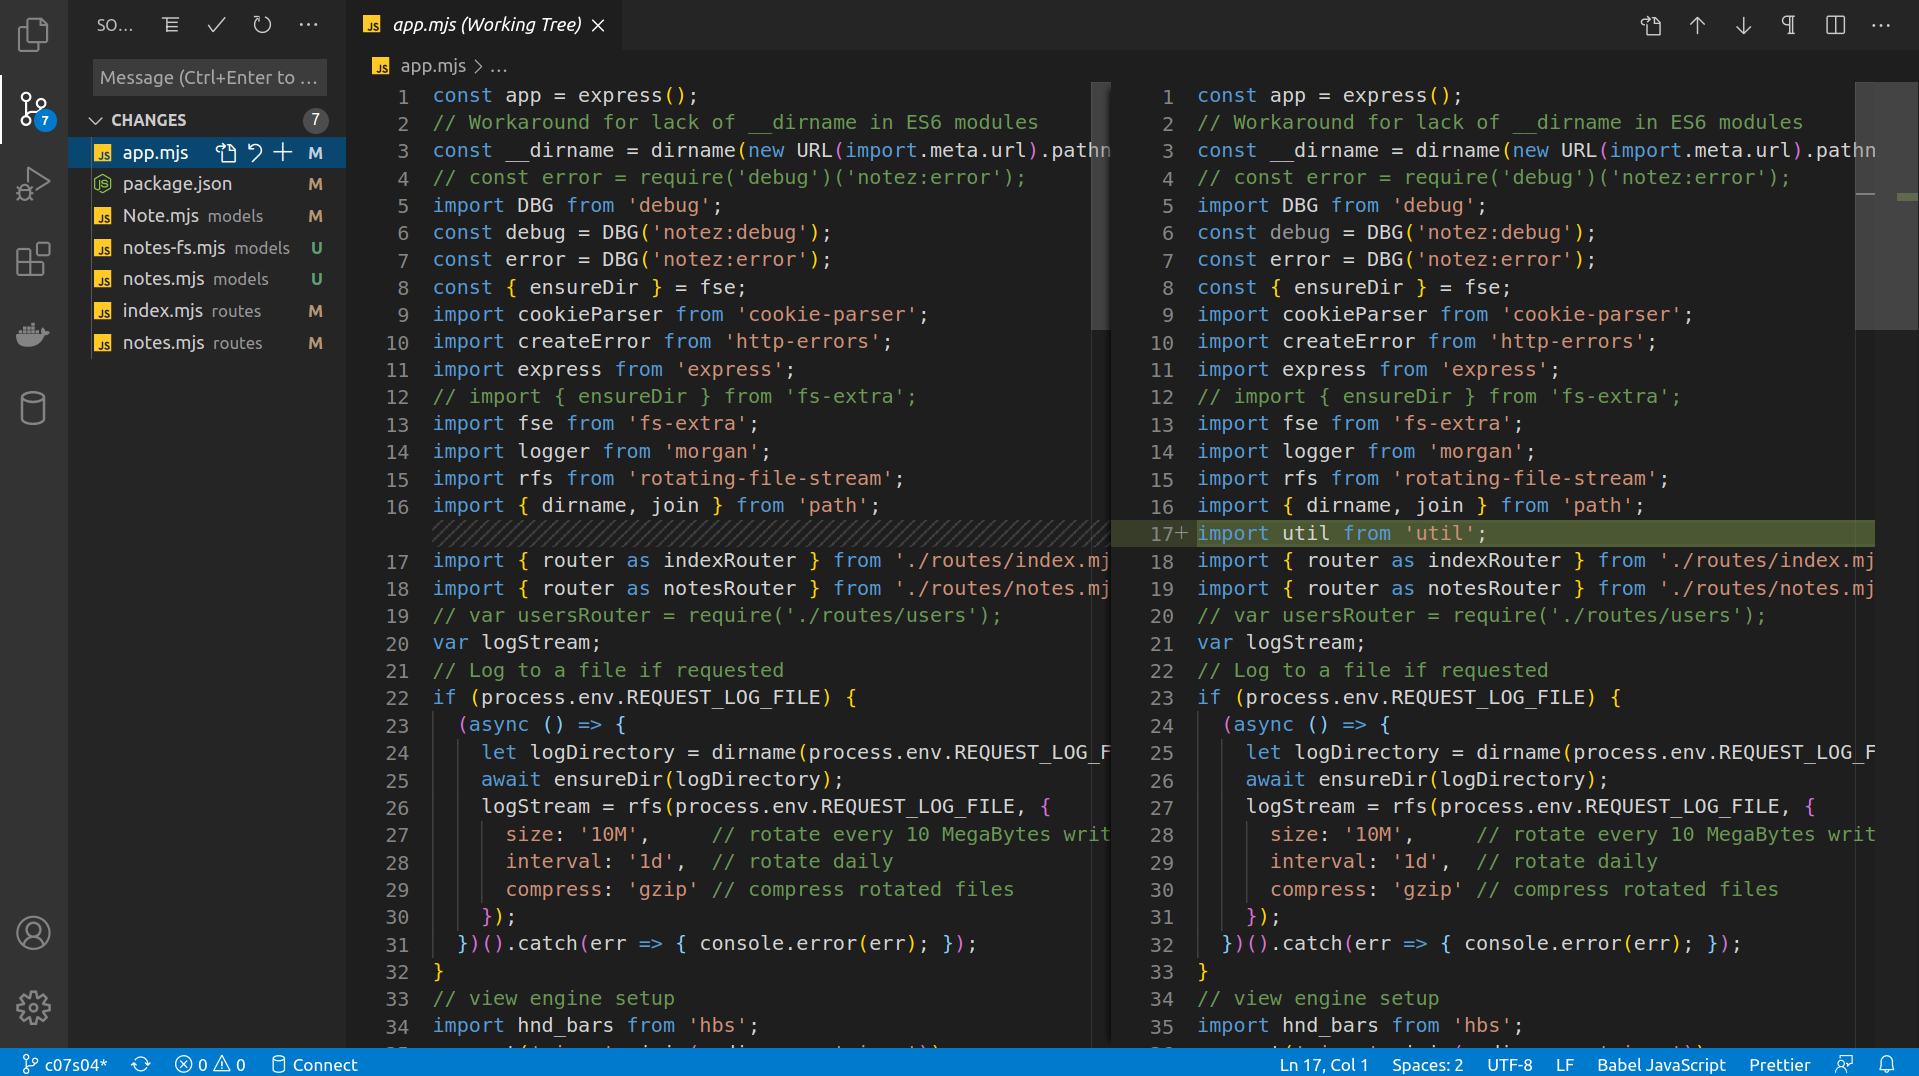 SO...
app.mjs (Working Tree)
Message (Ctrl+Enter to ...
app.mjs > ...
CHANGES 7
7
app.mjs M
package.json M
Note.mjs models M
notes-fs.mjs models U
notes.mjs models U
index.mjs routes M
notes.mjs routes M
1 const app = express();
2 // Workaround for lack of __dirname in ES6 modules
3 const __dirname = dirname(new URL(import.meta.url).pathn
4 // const error = require('debug')('notez:error');
5 import DBG from 'debug';
6 const debug = DBG('notez:debug');
7 const error = DBG('notez:error');
8 const { ensureDir } = fse;
9 import cookieParser from 'cookie-parser';
10 import createError from 'http-errors';
11 import express from 'express';
12 // import { ensureDir } from 'fs-extra';
13 import fse from 'fs-extra';
14 import logger from 'morgan';
15 import rfs from 'rotating-file-stream';
16 import { dirname, join } from 'path';
17 import { router as indexRouter } from './routes/index.mj
18 import { router as notesRouter } from './routes/notes.mj
19 // var usersRouter = require('./routes/users');
20 var logStream;
21 // Log to a file if requested
22 if (process.env.REQUEST_LOG_FILE) {
23 (async () => {
24 let logDirectory = dirname(process.env.REQUEST_LOG_F
25 await ensureDir(logDirectory);
26 logStream = rfs(process.env.REQUEST_LOG_FILE, {
27 size: '10M', // rotate every 10 MegaBytes writ
28 interval: '1d', // rotate daily
29 compress: 'gzip' // compress rotated files
30 });
31 })().catch(err => { console.error(err); });
32 }
33 // view engine setup
34 import hnd_bars from 'hbs';
1 const app = express();
2 // Workaround for lack of __dirname in ES6 modules
3 const __dirname = dirname(new URL(import.meta.url).pathn
4 // const error = require('debug')('notez:error');
5 import DBG from 'debug';
6 const debug = DBG('notez:debug');
7 const error = DBG('notez:error');
8 const { ensureDir } = fse;
9 import cookieParser from 'cookie-parser';
10 import createError from 'http-errors';
11 import express from 'express';
12 // import { ensureDir } from 'fs-extra';
13 import fse from 'fs-extra';
14 import logger from 'morgan';
15 import rfs from 'rotating-file-stream';
16 import { dirname, join } from 'path';
17+ import util from 'util';
18 import { router as indexRouter } from './routes/index.mj
19 import { router as notesRouter } from './routes/notes.mj
20 // var usersRouter = require('./routes/users');
21 var logStream;
22 // Log to a file if requested
23 if (process.env.REQUEST_LOG_FILE) {
24 (async () => {
25 let logDirectory = dirname(process.env.REQUEST_LOG_F
26 await ensureDir(logDirectory);
27 logStream = rfs(process.env.REQUEST_LOG_FILE, {
28 size: '10M', // rotate every 10 MegaBytes writ
29 interval: '1d', // rotate daily
30 compress: 'gzip' // compress rotated files
31 });
32 })().catch(err => { console.error(err); });
33 }
34 // view engine setup
35 import hnd_bars from 'hbs';
c07s04* 0 0 Connect Ln 17, Col 1 Spaces: 2 UTF-8 LF Babel JavaScript Prettier